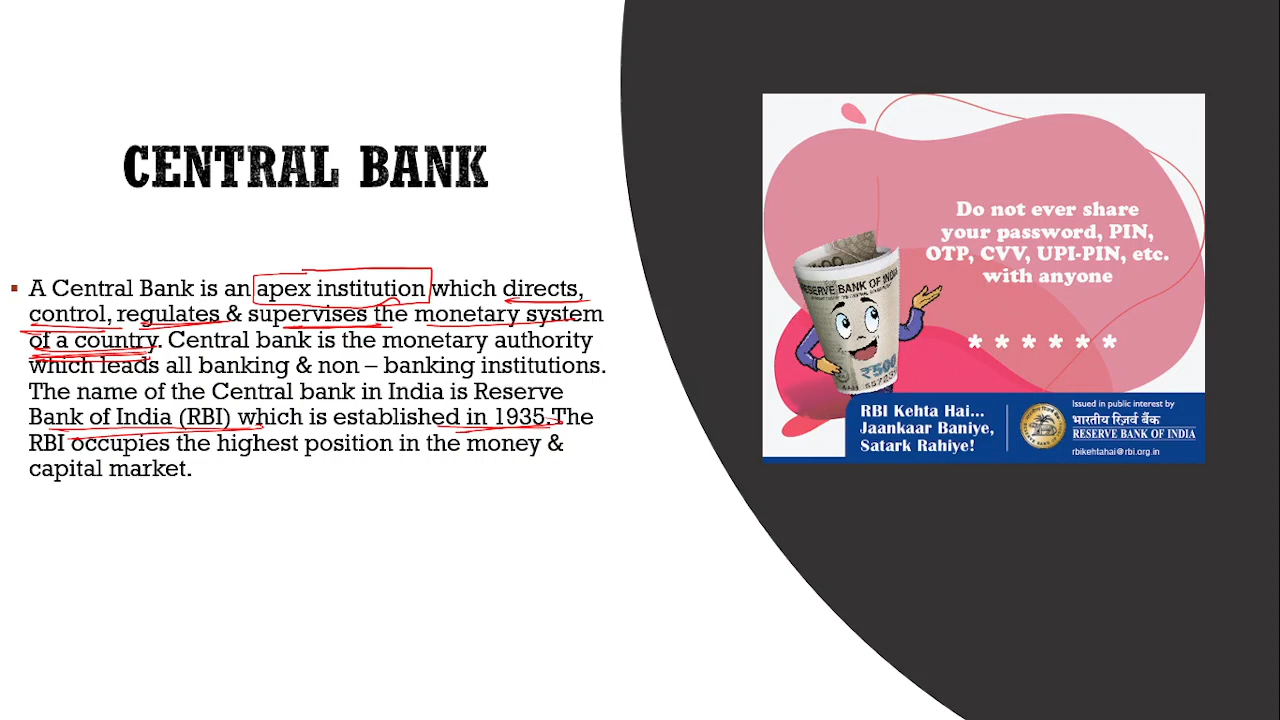 CENTRAL BANK
A Central Bank is an apex institution which directs,
control, regulates & supervises the monetary system
of a country. Central bank is the monetary authority
which leads all banking & non – banking institutions.
The name of the Central bank in India is Reserve
Bank of India (RBI) which is established in 1935.The
RBI occupies the highest position in the money &
capital market.
Do not ever share
your password, PIN,
OTP, CVV, UPI-PIN, etc.
with anyone
* * * * * *
RESERVE BANK OF INDIA
₹500
RBI Kehta Hai...
Jaankaar Baniye,
Satark Rahiye!
Issued in public interest by
भारतीय रिज़र्व बैंक
RESERVE BANK OF INDIA
rbikehtahai@rbi.org.in